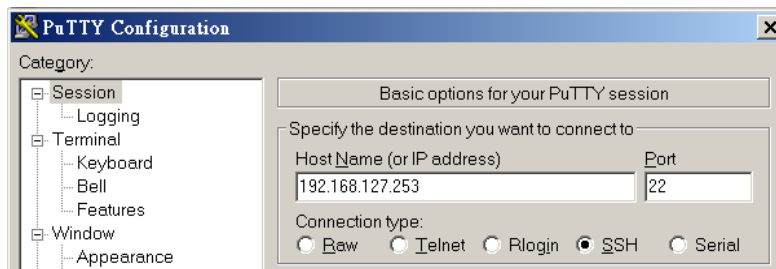 PuTTY Configuration
Category:
Session
Logging
Terminal
Keyboard
Bell
Features
Window
Appearance
Basic options for your PuTTY session
Specify the destination you want to connect to
Host Name (or IP address) Port
192.168.127.253 22
Connection type:
Raw Telnet Rlogin SSH Serial